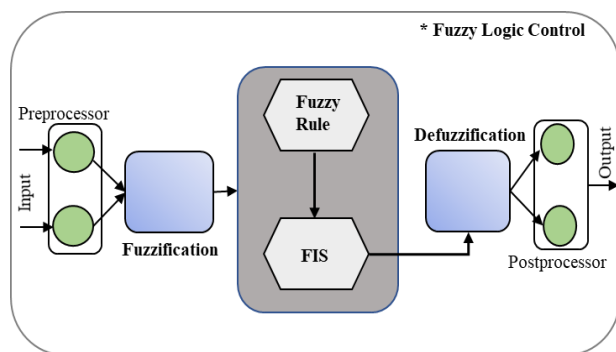 * Fuzzy Logic Control
Preprocessor
Input
Fuzzification
Fuzzy
Rule
FIS
Defuzzification
Output
Postprocessor